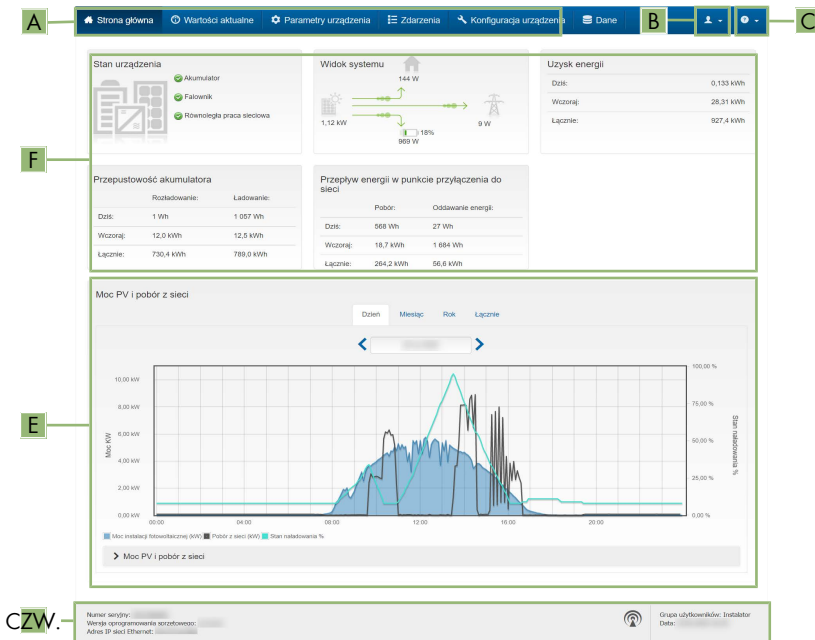 A
Strona główna Wartości aktualne Parametry urządzenia Zdarzenia Konfiguracja urządzenia Dane
B
C
Stan urządzenia
Akumulator
Falownik
Równoległa praca sieciowa
Widok systemu
144 W
1,12 kW
9 W
18%
969 W
Uzysk energii
Dziś: 0,133 kWh
Wczoraj: 28,31 kWh
Łącznie: 927,4 kWh
F
Przepustowość akumulatora
Rozładowanie: Ładowanie:
Dziś: 1 Wh 1 057 Wh
Wczoraj: 12,0 kWh 12,5 kWh
Łącznie: 730,4 kWh 789,0 kWh
Przepływ energii w punkcie przyłączenia do
sieci
Pobór: Oddawanie energii:
Dziś: 568 Wh 27 Wh
Wczoraj: 18,7 kWh 1 684 Wh
Łącznie: 264,2 kWh 56,6 kWh
E
Moc PV i pobór z sieci
Dzień Miesiąc Rok Łącznie
100,00 %
10,00 kW
75,00 %
8,00 kW
6,00 kW
50,00 %
4,00 kW
25,00 %
2,00 kW
0,00 kW
0,00 %
Moc KW
Stan naładowania %
00:00 04:00 08:00 12:00 16:00 20:00
Moc instalacji fotowoltaicznej (kW) Pobór z sieci (kW) Stan naładowania %
Moc PV i pobór z sieci
CZW.
Numer seryjny:
Wersja oprogramowania sprzętowego:
Adres IP sieci Ethernet:
Grupa użytkowników: Instalator
Data: